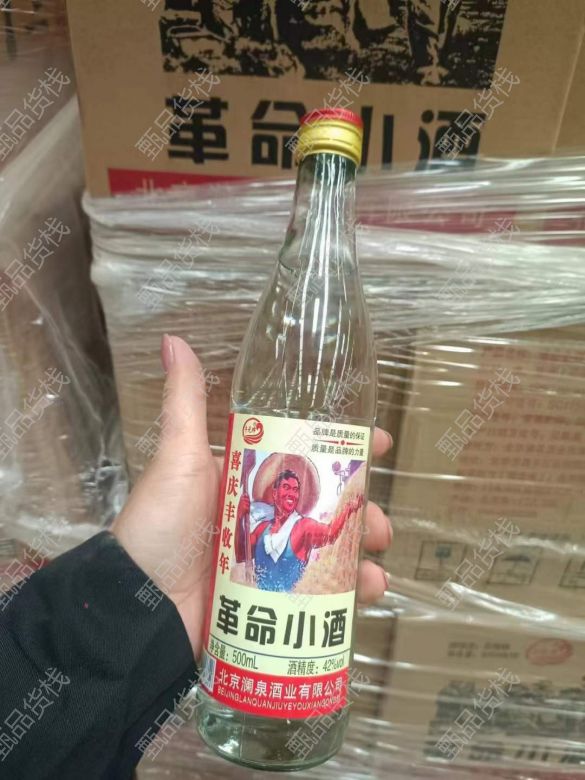 革命小酒
品牌是质量的保证
质量是品牌的力量
喜庆丰收年
革命小酒
净含量：500mL
酒精度：42%vol
北京澜泉酒业有限公司
BEIJINGLANQUANJIUYEYOUXIANGONGSI
甄品货栈